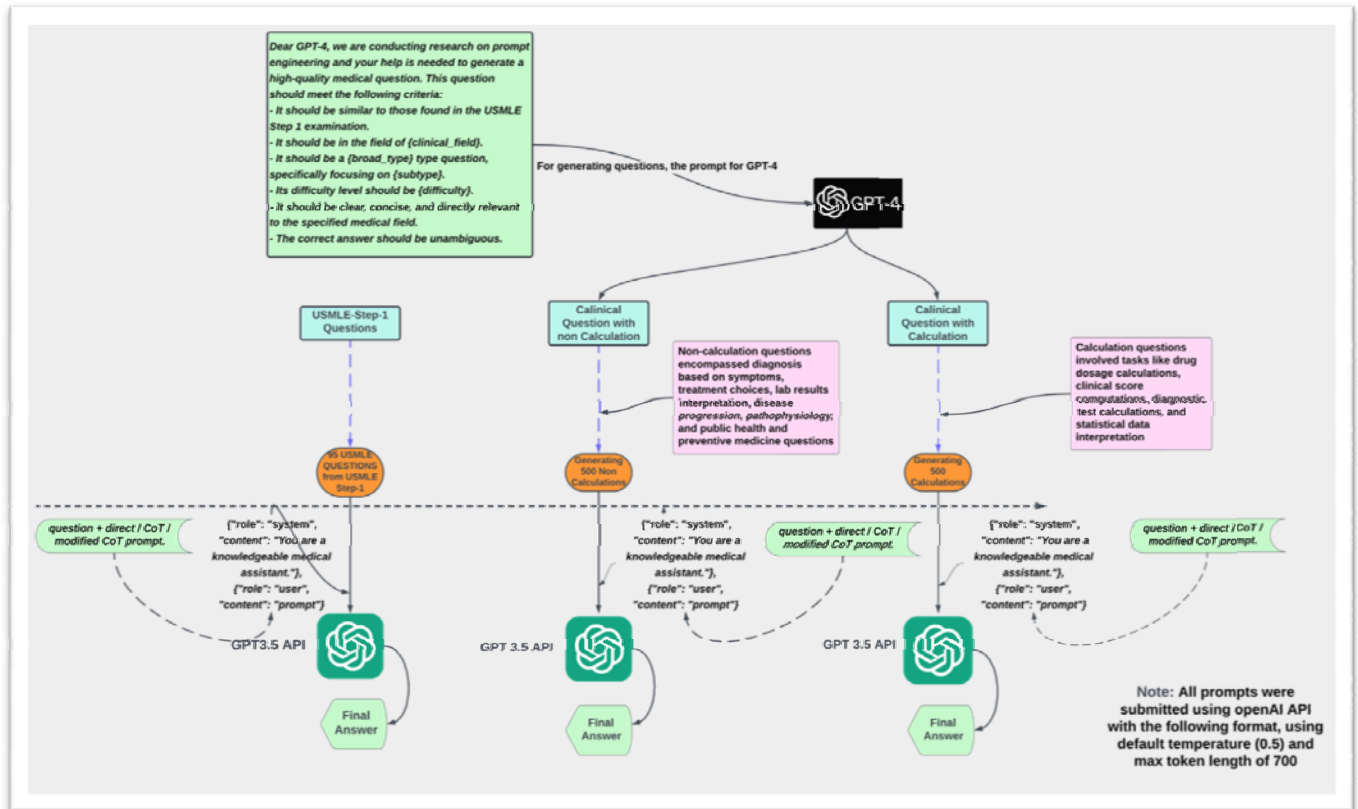 Dear GPT-4, we are conducting research on prompt
engineering and your help is needed to generate a
high-quality medical question. This question
should meet the following criteria:
- It should be similar to those found in the USMLE
Step 1 examination.
- It should be in the field of {clinical_field}.
- It should be a {broad_type} type question,
specifically focusing on {subtype}.
- Its difficulty level should be {difficulty}.
- It should be clear, concise, and directly relevant
to the specified medical field.
- The correct answer should be unambiguous.
For generating questions, the prompt for GPT-4
GPT-4
USMLE-Step-1
Questions
Calinical
Question with
non Calculation
Calinical
Question with
Calculation
Non-calculation questions
encompassed diagnosis
based on symptoms,
treatment choices, lab results
interpretation, disease
progression, pathophysiology,
and public health and
preventive medicine questions
Calculation questions
involved tasks like drug
dosage calculations,
clinical score
computations, diagnostic
test calculations, and
statistical data
interpretation
95 USMLE
QUESTIONS
from USMLE
Step-1
Generating
500 Non
Calculations
Generating
500
Calculations
question + direct / CoT /
modified CoT prompt.
{"role": "system",
"content": "You are a
knowledgeable medical
assistant."},
{"role": "user",
"content": "prompt"}
{"role": "system",
"content": "You are a
knowledgeable medical
assistant."},
{"role": "user",
"content": "prompt"}
question + direct / CoT /
modified CoT prompt.
{"role": "system",
"content": "You are a
knowledgeable medical
assistant."},
{"role": "user",
"content": "prompt"}
question + direct / CoT /
modified CoT prompt.
GPT3.5 API
GPT 3.5 API
GPT 3.5 API
Final
Answer
Final
Answer
Final
Answer
Note: All prompts were
submitted using openAI API
with the following format, using
default temperature (0.5) and
max token length of 700